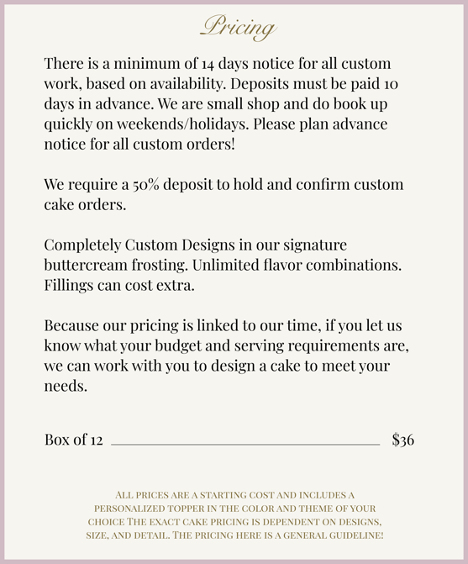 Pricing
There is a minimum of 14 days notice for all custom
work, based on availability. Deposits must be paid 10
days in advance. We are small shop and do book up
quickly on weekends/holidays. Please plan advance
notice for all custom orders!
We require a 50% deposit to hold and confirm custom
cake orders.
Completely Custom Designs in our signature
buttercream frosting. Unlimited flavor combinations.
Fillings can cost extra.
Because our pricing is linked to our time, if you let us
know what your budget and serving requirements are,
we can work with you to design a cake to meet your
needs.
Box of 12 $36
All prices are a starting cost and includes a
personalized topper in the color and theme of your
choice The exact cake pricing is dependent on designs,
size, and detail. The pricing here is a general guideline!